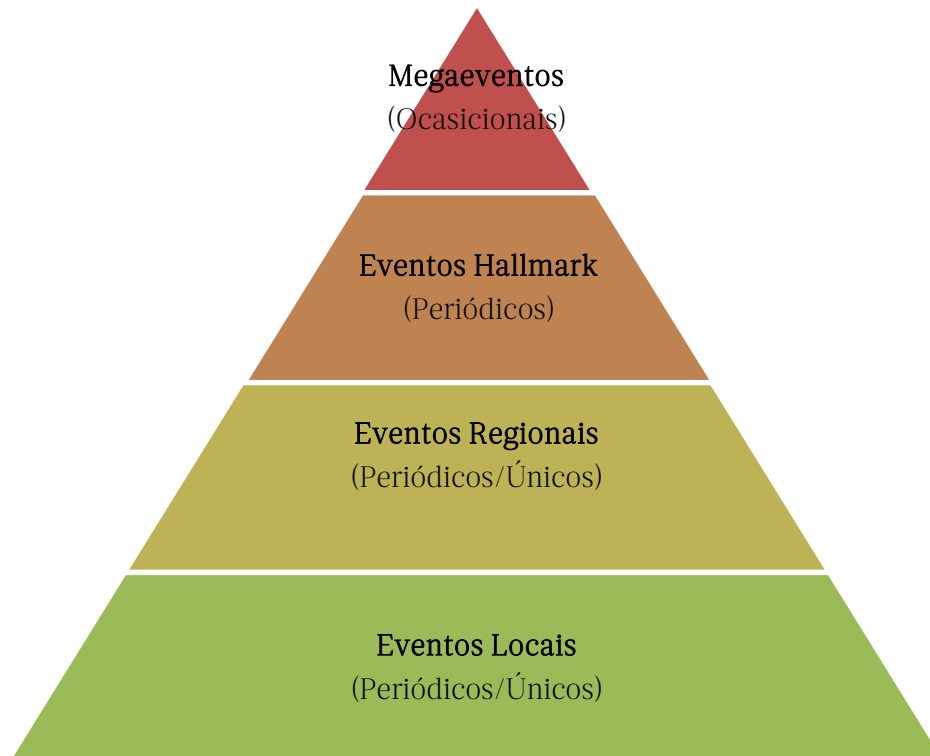 Megaeventos
(Ocasicionais)
Eventos Hallmark
(Periódicos)
Eventos Regionais
(Periódicos/Únicos)
Eventos Locais
(Periódicos/Únicos)